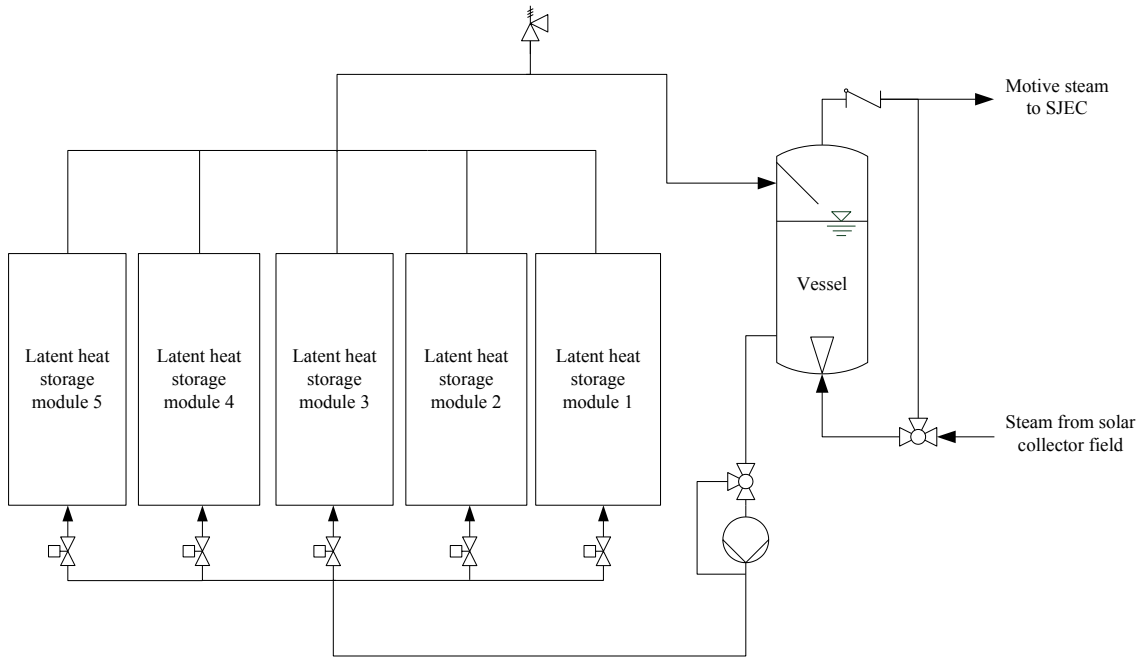 Motive steam
to SJEC
Vessel
Latent heat
storage
module 5
Latent heat
storage
module 4
Latent heat
storage
module 3
Latent heat
storage
module 2
Latent heat
storage
module 1
Steam from solar
collector field